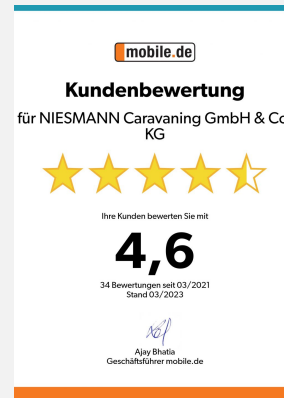 mobile.de
Kundenbewertung
für NIESMANN Caravaning GmbH & Co
KG
Ihre Kunden bewerten Sie mit
4,6
34 Bewertungen seit 03/2021
Stand 03/2023
Ajay Bhatia
Geschäftsführer mobile.de